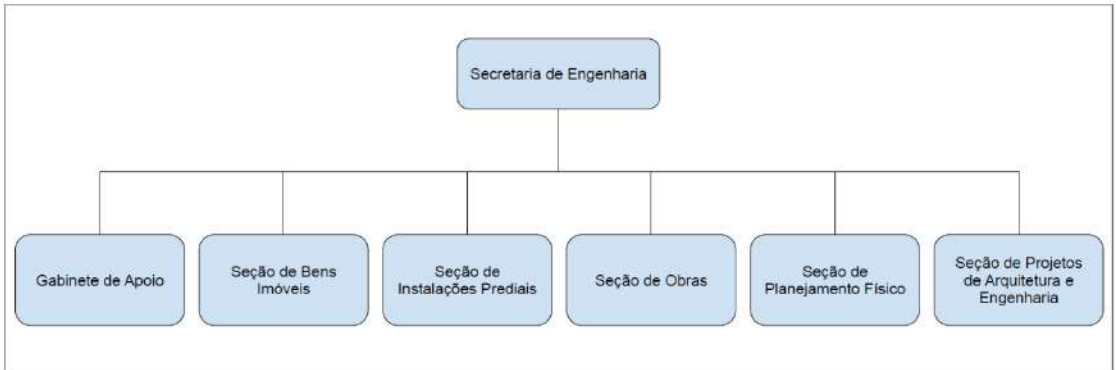 Secretaria de Engenharia
Gabinete de Apoio
Seção de Bens
Imóveis
Seção de
Instalações Prediais
Seção de Obras
Seção de
Planejamento Físico
Seção de Projetos
de Arquitetura e
Engenharia